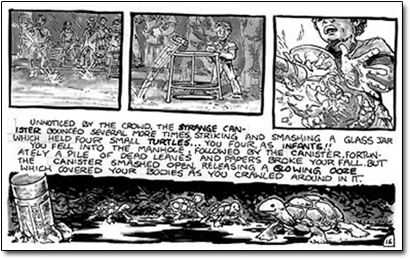 UNNOTICED BY THE CROWD, THE STRANGE CAN-
ISTER BOUNCED SEVERAL MORE TIMES, STRIKING AND SMASHING A GLASS JAR
WHICH HELD FOUR SMALL TURTLES... YOU FOUR, AS INFANTS!!
YOU FELL INTO THE MANHOLE, FOLLOWED BY THE CANISTER. FORTUN-
ATELY A PILE OF DEAD LEAVES AND PAPERS BROKE YOUR FALL. BUT
THE CANISTER SMASHED OPEN, RELEASING A GLOWING OOZE
WHICH COVERED YOUR BODIES AS YOU CRAWLED AROUND IN IT.
16